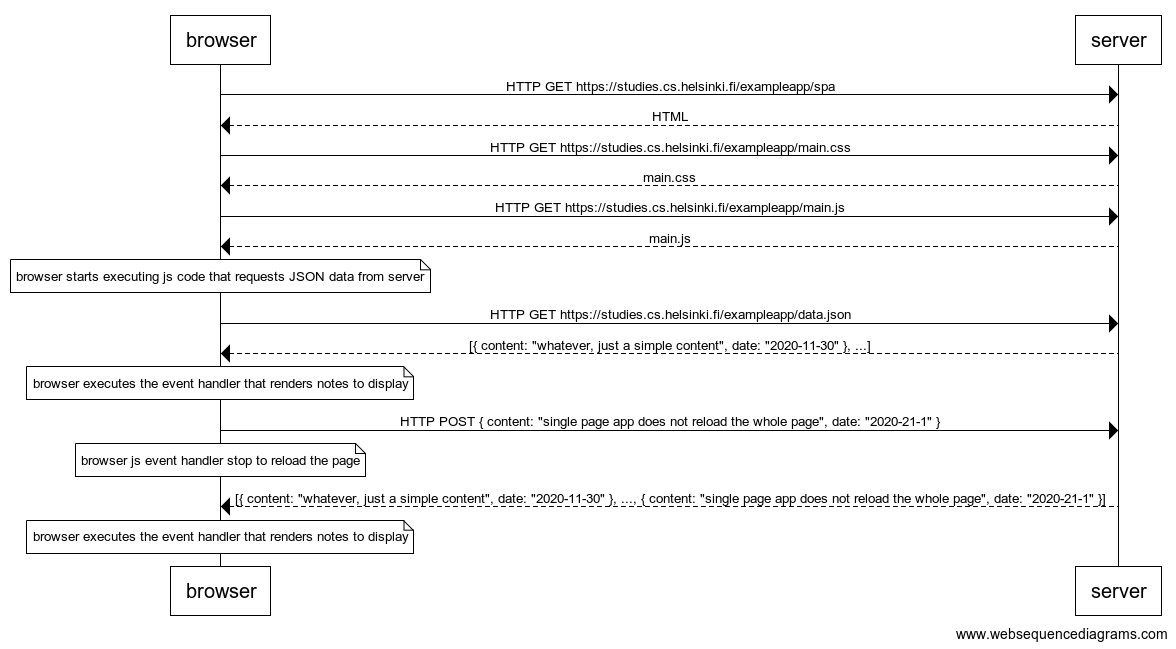 browser
server
HTTP GET https://studies.cs.helsinki.fi/exampleapp/spa
HTML
HTTP GET https://studies.cs.helsinki.fi/exampleapp/main.css
main.css
HTTP GET https://studies.cs.helsinki.fi/exampleapp/main.js
main.js
browser starts executing js code that requests JSON data from server
HTTP GET https://studies.cs.helsinki.fi/exampleapp/data.json
[{ content: "whatever, just a simple content", date: "2020-11-30" }, ...]
browser executes the event handler that renders notes to display
HTTP POST { content: "single page app does not reload the whole page", date: "2020-21-1" }
browser js event handler stop to reload the page
[{ content: "whatever, just a simple content", date: "2020-11-30" }, ..., { content: "single page app does not reload the whole page", date: "2020-21-1" }]
browser executes the event handler that renders notes to display
browser
server
www.websequencediagrams.com